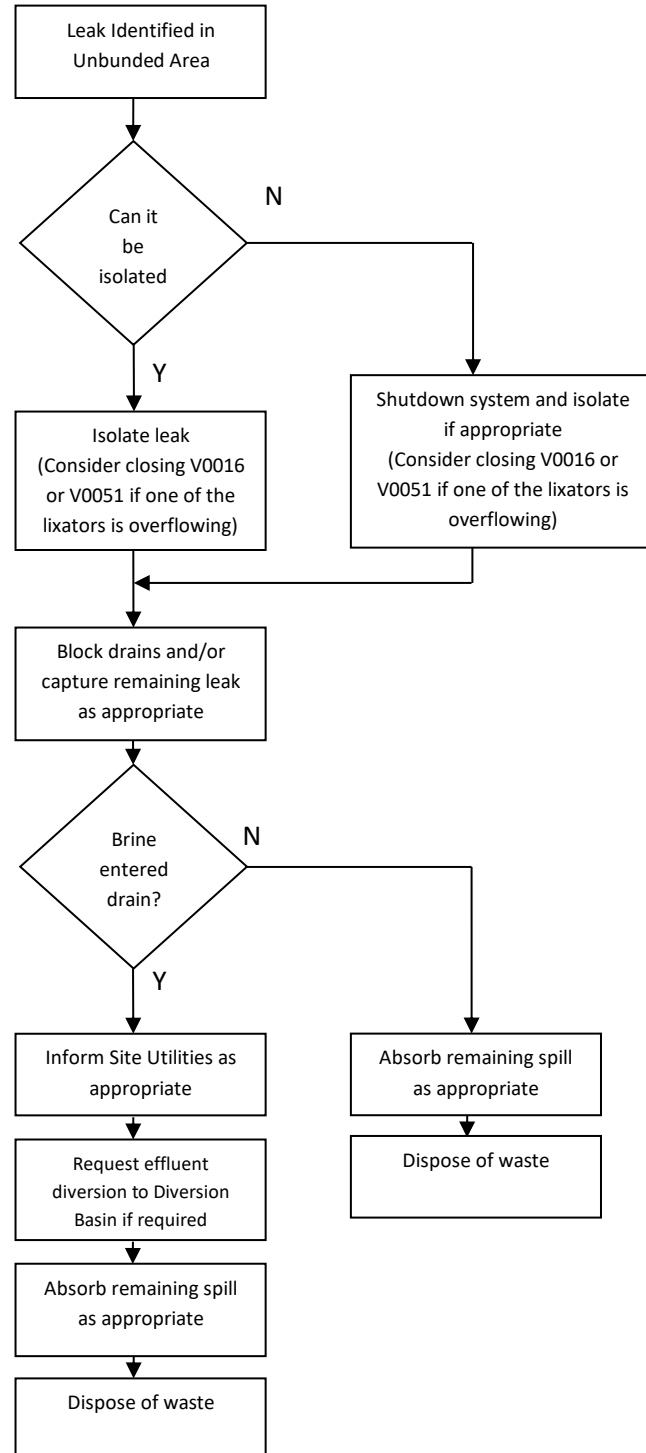 Leak Identified in
Unbunded Area
Can it
be
isolated
N
Y
Isolate leak
(Consider closing V0016
or V0051 if one of the
lixators is overflowing)
Shutdown system and isolate
if appropriate
(Consider closing V0016 or
V0051 if one of the lixators is
overflowing)
Block drains and/or
capture remaining leak
as appropriate
Brine
entered
drain?
N
Y
Inform Site Utilities as
appropriate
Request effluent
diversion to Diversion
Basin if required
Absorb remaining spill
as appropriate
Dispose of waste
Absorb remaining spill
as appropriate
Dispose of waste